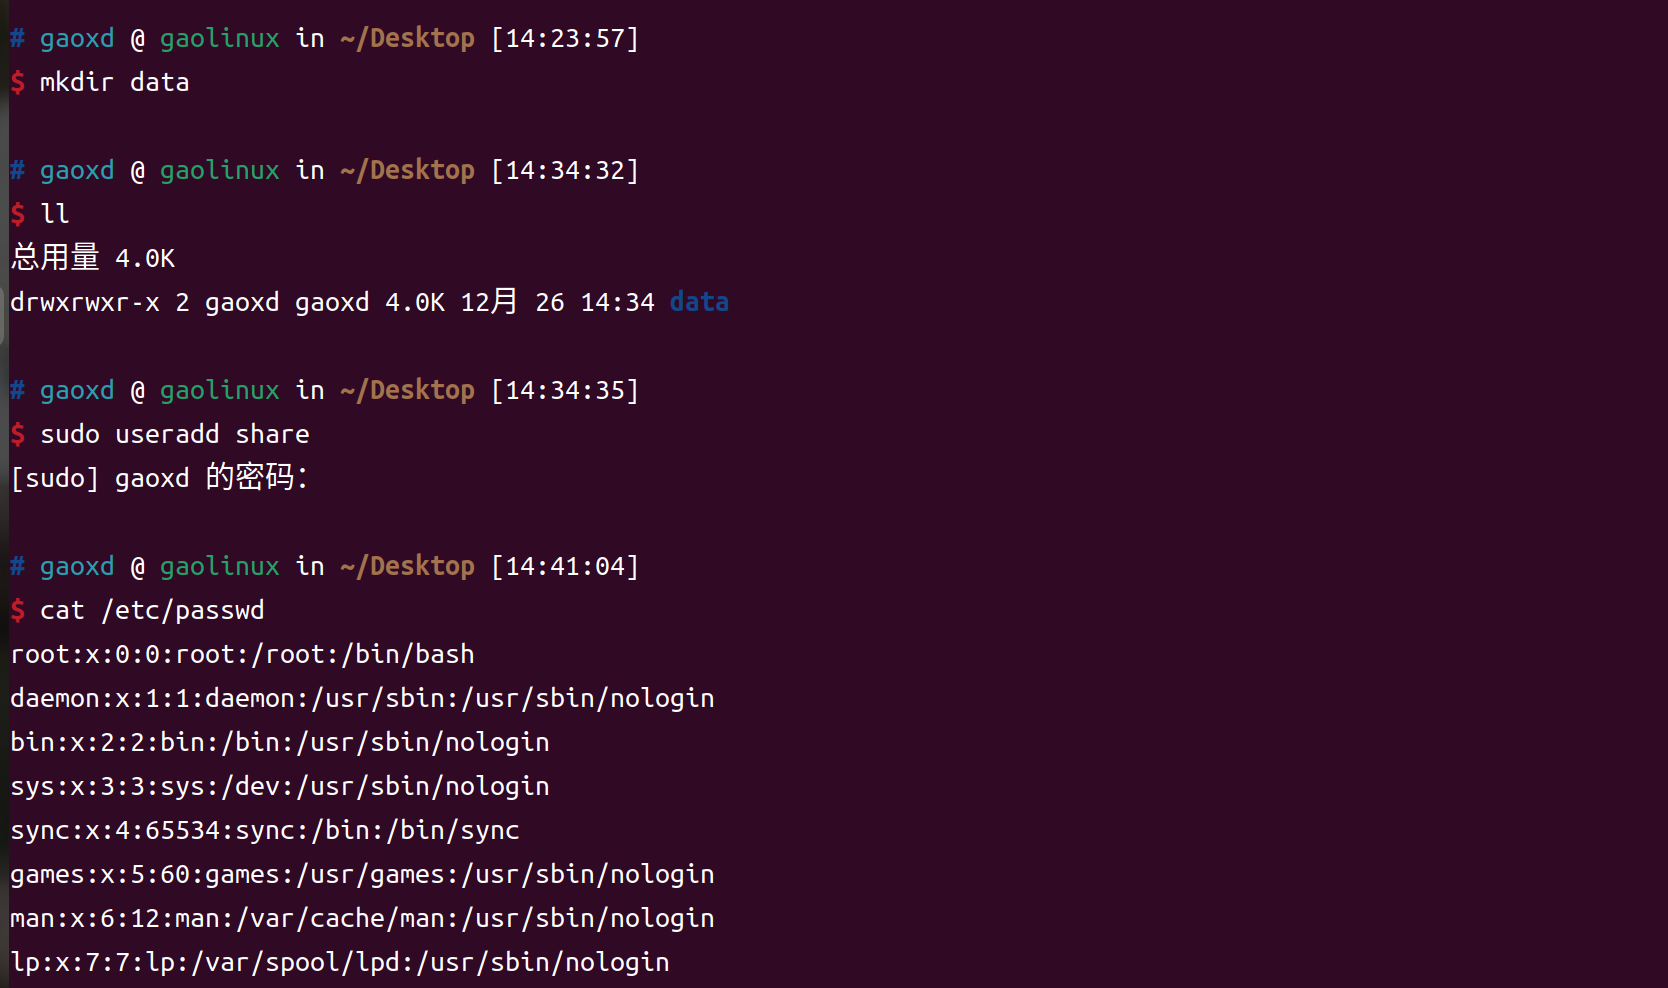 # gaoxd @ gaolinux in ~/Desktop [14:23:57]
$ mkdir data
# gaoxd @ gaolinux in ~/Desktop [14:34:32]
$ ll
总用量 4.0K
drwxrwxr-x 2 gaoxd gaoxd 4.0K 12月 26 14:34 data
# gaoxd @ gaolinux in ~/Desktop [14:34:35]
$ sudo useradd share
[sudo] gaoxd 的密码：
# gaoxd @ gaolinux in ~/Desktop [14:41:04]
$ cat /etc/passwd
root:x:0:0:root:/root:/bin/bash
daemon:x:1:1:daemon:/usr/sbin:/usr/sbin/nologin
bin:x:2:2:bin:/bin:/usr/sbin/nologin
sys:x:3:3:sys:/dev:/usr/sbin/nologin
sync:x:4:65534:sync:/bin:/bin/sync
games:x:5:60:games:/usr/games:/usr/sbin/nologin
man:x:6:12:man:/var/cache/man:/usr/sbin/nologin
lp:x:7:7:lp:/var/spool/lpd:/usr/sbin/nologin